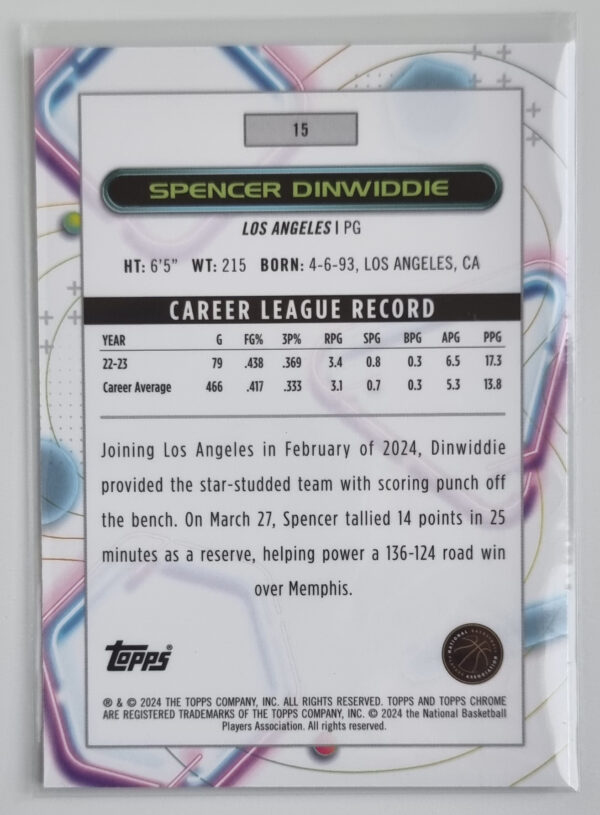 15
SPENCER DINWIDDIE
LOS ANGELES | PG
HT: 6'5" WT: 215 BORN: 4-6-93, LOS ANGELES, CA
CAREER LEAGUE RECORD
YEAR G FG% 3P% RPG SPG BPG APG PPG
22-23 79 .438 .369 3.4 0.8 0.3 6.5 17.3
Career Average 466 .417 .333 3.1 0.7 0.3 5.3 13.8
Joining Los Angeles in February of 2024, Dinwiddie
provided the star-studded team with scoring punch off
the bench. On March 27, Spencer tallied 14 points in 25
minutes as a reserve, helping power a 136-124 road win
over Memphis.
Topps®
NATIONAL BASKETBALL PLAYERS ASSOCIATION
® & © 2024 THE TOPPS COMPANY, INC. ALL RIGHTS RESERVED. TOPPS AND TOPPS CHROME
ARE REGISTERED TRADEMARKS OF THE TOPPS COMPANY, INC. © 2024 the National Basketball
Players Association. All rights reserved.